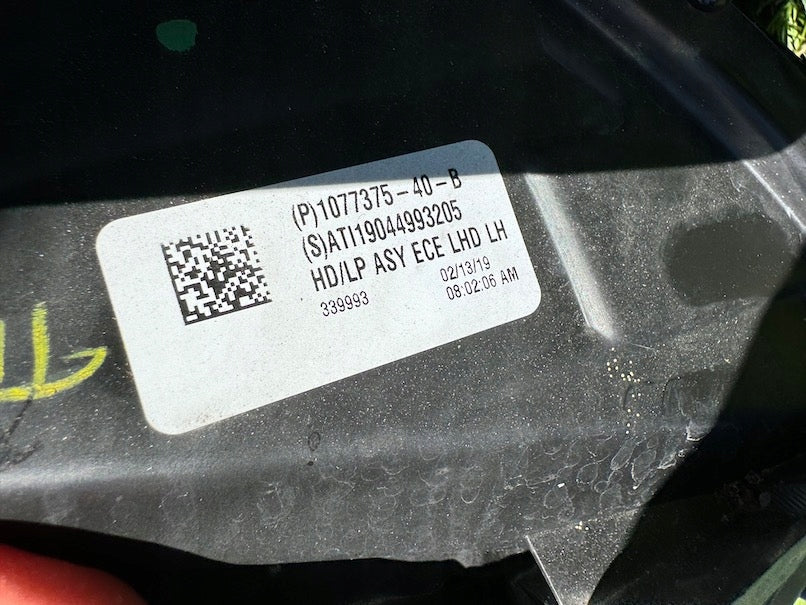 (P)1077375-40-B
(S)ATI19044993205
HD/LP ASY ECE LHD LH
339993 02/13/19
08:02:06 AM